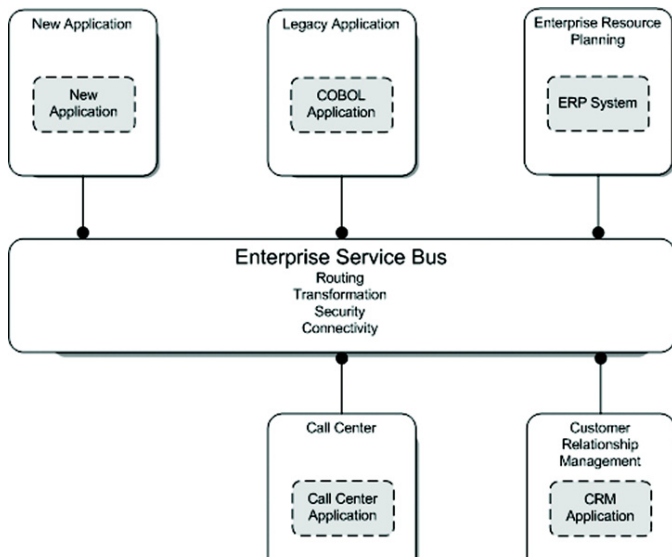 New Application
New
Application
Legacy Application
COBOL
Application
Enterprise Resource
Planning
ERP System
Enterprise Service Bus
Routing
Transformation
Security
Connectivity
Call Center
Call Center
Application
Customer
Relationship
Management
CRM
Application